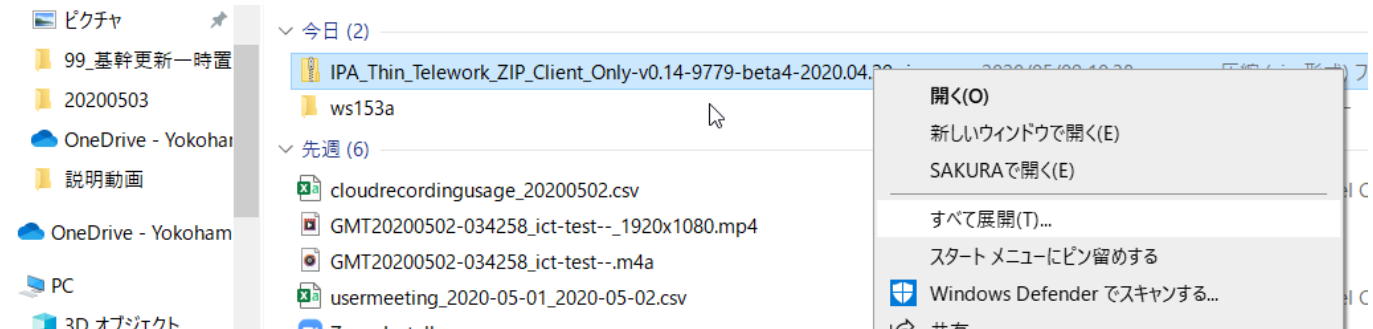 ピクチャ
99_基幹更新一時置
20200503
OneDrive - Yokohar
説明動画
OneDrive - Yokoham
PC
3D オブジェクト
今日 (2)
IPA_Thin_Telework_ZIP_Client_Only-v0.14-9779-beta4-2020.04.
ws153a
先週 (6)
cloudrecordingusage_20200502.csv
GMT20200502-034258_ict-test--_1920x1080.mp4
GMT20200502-034258_ict-test--.m4a
usermeeting_2020-05-01_2020-05-02.csv
開く(O)
新しいウィンドウで開く(E)
SAKURAで開く(E)
すべて展開(T)...
スタート メニューにピン留めする
Windows Defender でスキャンする...
共有